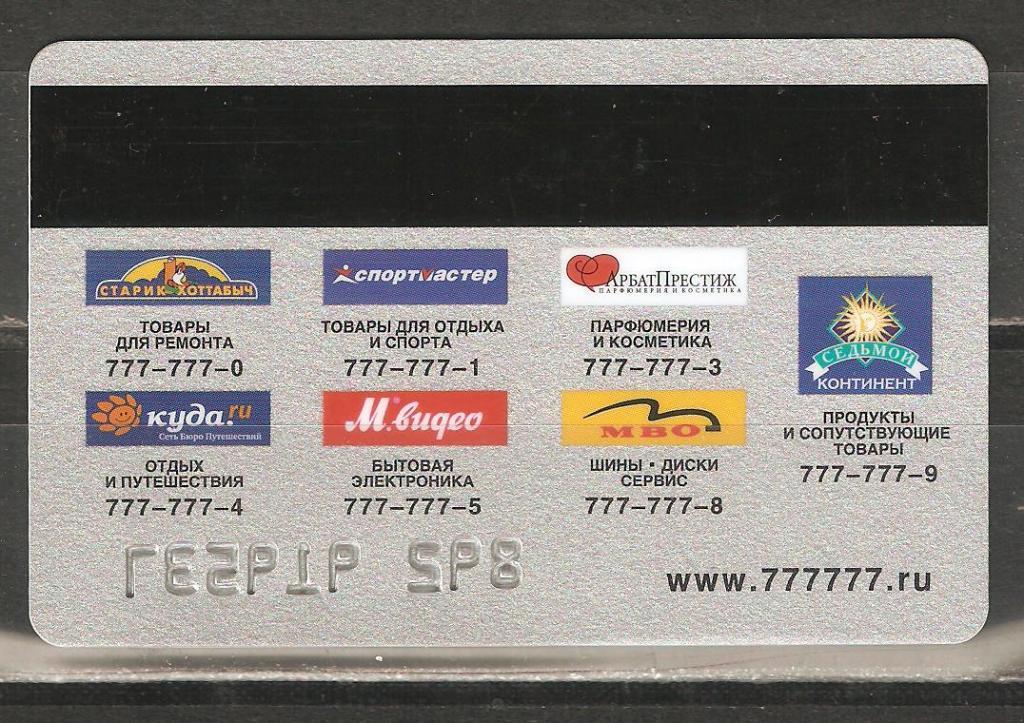 СТАРИК ХОТТАБЫЧ
ТОВАРЫ
ДЛЯ РЕМОНТА
777-777-0
спортмастер
ТОВАРЫ ДЛЯ ОТДЫХА
И СПОРТА
777-777-1
АРБАТПРЕСТИЖ
ПАРФЮМЕРИЯ И КОСМЕТИКА
ПАРФЮМЕРИЯ
И КОСМЕТИКА
777-777-3
СЕДЬМОЙ
КОНТИНЕНТ
ПРОДУКТЫ
И СОПУТСТВУЮЩИЕ
ТОВАРЫ
777-777-9
куда.ru
Сеть Бюро Путешествий
ОТДЫХ
И ПУТЕШЕСТВИЯ
777-777-4
М.видео
БЫТОВАЯ
ЭЛЕКТРОНИКА
777-777-5
МВО
ШИНЫ • ДИСКИ
СЕРВИС
777-777-8
www.777777.ru